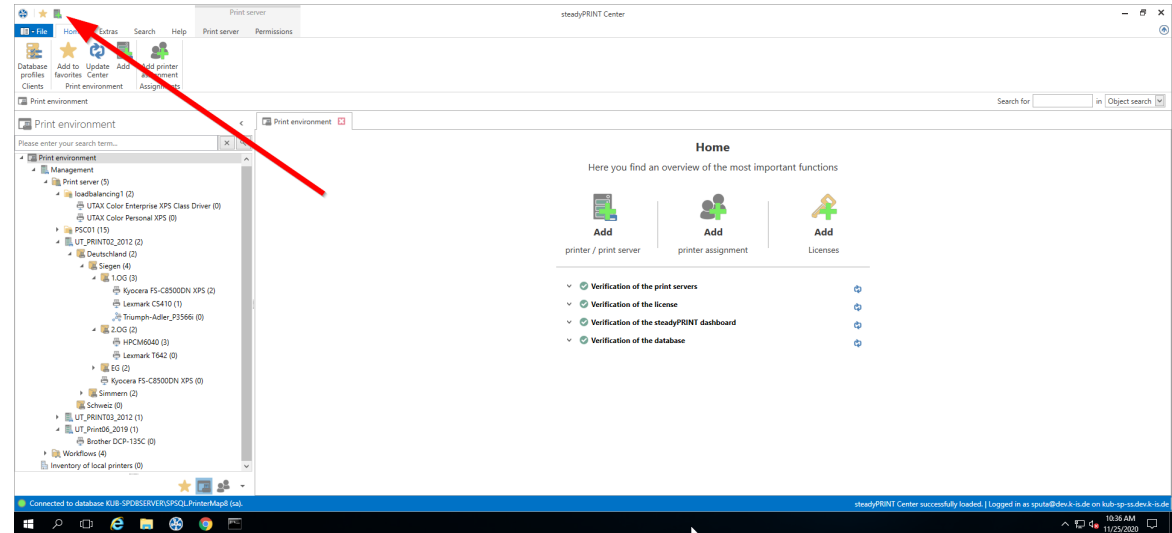 Print server
steadyPRINT Center
File Home Extras Search Help Print server Permissions
Database profiles
Add to favorites
Update Center
Add
Add printer assignment
Clients Print environment Assignments
Print environment
Search for in Object search
Print environment
Print environment
Please enter your search term...
Print environment
Management
Print server (5)
loadbalancing1 (2)
UTAX Color Enterprise XPS Class Driver (0)
UTAX Color Personal XPS (0)
PSC01 (15)
UT_PRINT02_2012 (2)
Deutschland (2)
Siegen (4)
1.OG (3)
Kyocera FS-C8500DN XPS (2)
Lexmark CS410 (1)
Triumph-Adler_P3566i (0)
2.OG (2)
HPCM6040 (3)
Lexmark T642 (0)
EG (2)
Kyocera FS-C8500DN XPS (0)
Simmern (2)
Schweiz (0)
UT_PRINT03_2012 (1)
UT_Print06_2019 (1)
Brother DCP-135C (0)
Workflows (4)
Inventory of local printers (0)
Home
Here you find an overview of the most important functions
Add Add Add
printer / print server printer assignment Licenses
Verification of the print servers
Verification of the license
Verification of the steadyPRINT dashboard
Verification of the database
Connected to database KUB-SPDBSERVER\SPSQL.PrinterMap8 (sa).
steadyPRINT Center successfully loaded. | Logged in as sputa@dev.k-is.de on kub-sp-ss.dev.k-is.de
10:36 AM
11/25/2020